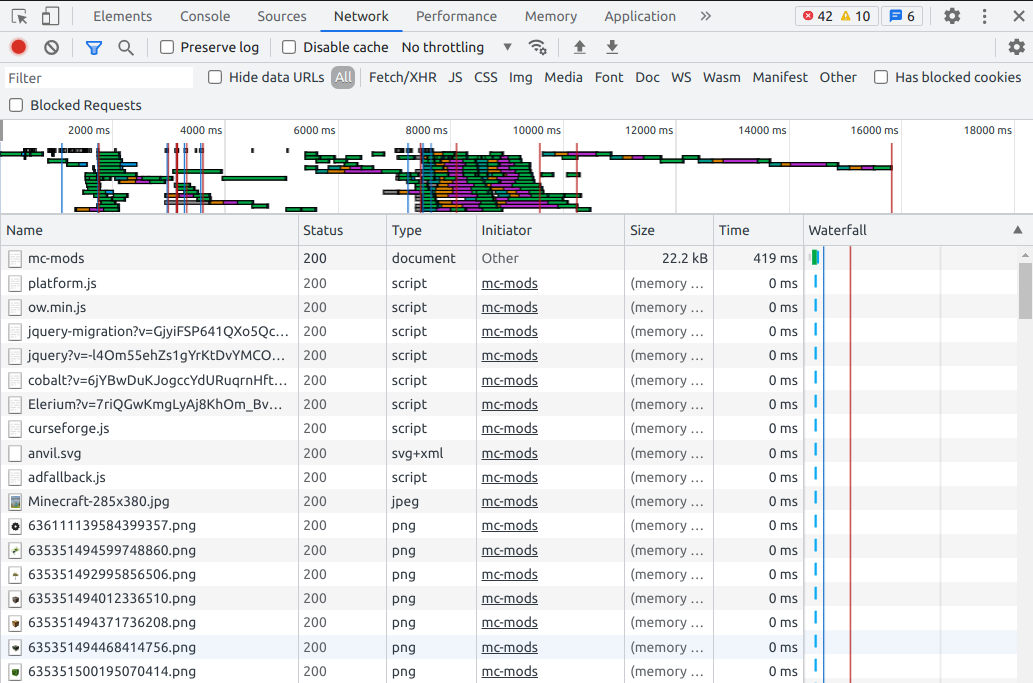 Elements Console Sources Network Performance Memory Application 42 10 6
Preserve log Disable cache No throttling
Filter Hide data URLs All Fetch/XHR JS CSS Img Media Font Doc WS Wasm Manifest Other Has blocked cookies
Blocked Requests
2000 ms 4000 ms 6000 ms 8000 ms 10000 ms 12000 ms 14000 ms 16000 ms 18000 ms
Name Status Type Initiator Size Time Waterfall
mc-mods 200 document Other 22.2 kB 419 ms
platform.js 200 script mc-mods (memory … 0 ms
ow.min.js 200 script mc-mods (memory … 0 ms
jquery-migration?v=GjyiFSP641QXo5Qc… 200 script mc-mods (memory … 0 ms
jquery?v=-l4Om55ehZs1gYrKtDvYMCO… 200 script mc-mods (memory … 0 ms
cobalt?v=6jYBwDuKJogccYdURuqrnHft… 200 script mc-mods (memory … 0 ms
Elerium?v=7riQGwKmgLyAj8KhOm_Bv… 200 script mc-mods (memory … 0 ms
curseforge.js 200 script mc-mods (memory … 0 ms
anvil.svg 200 svg+xml mc-mods (memory … 0 ms
adfallback.js 200 script mc-mods (memory … 0 ms
Minecraft-285x380.jpg 200 jpeg mc-mods (memory … 0 ms
636111139584399357.png 200 png mc-mods (memory … 0 ms
635351494599748860.png 200 png mc-mods (memory … 0 ms
635351492995856506.png 200 png mc-mods (memory … 0 ms
635351494012336510.png 200 png mc-mods (memory … 0 ms
635351494371736208.png 200 png mc-mods (memory … 0 ms
635351494468414756.png 200 png mc-mods (memory … 0 ms
635351500195070414.png 200 png mc-mods (memory … 0 ms